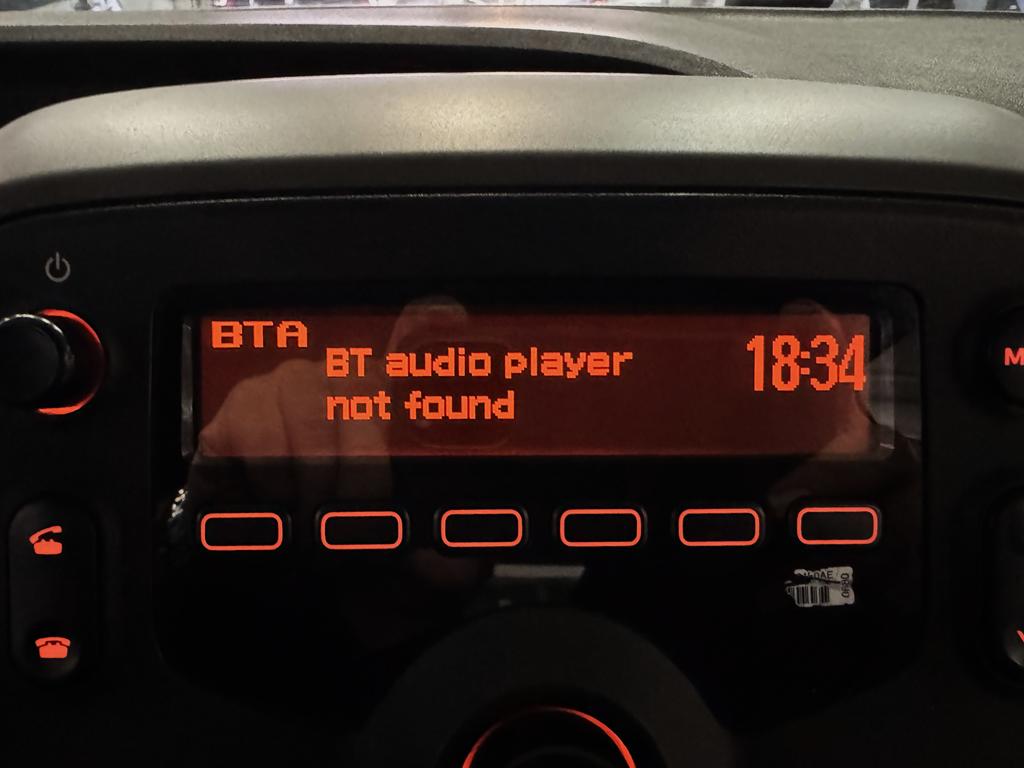 BTA
BT audio player
not found
18:34
M